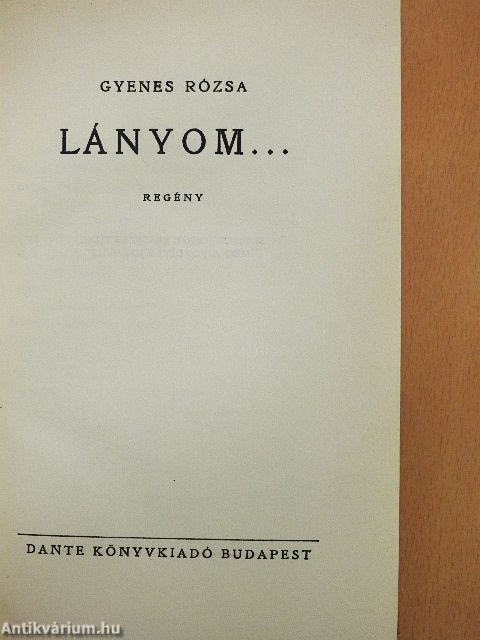 GYENES RÓZSA
LÁNYOM...
REGÉNY
DANTE KÖNYVKIADÓ BUDAPEST
Antikvárium.hu